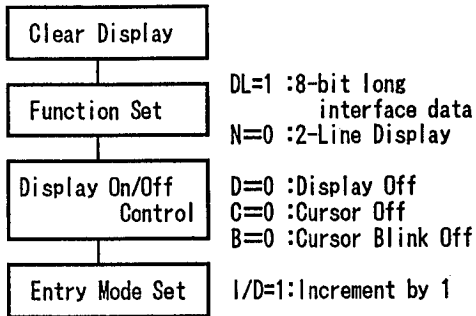 Clear Display
Function Set
DL=1 :8-bit long
interface data
N=0 :2-Line Display
Display On/Off
Control
D=0 :Display Off
C=0 :Cursor Off
B=0 :Cursor Blink Off
Entry Mode Set
I/D=1:Increment by 1